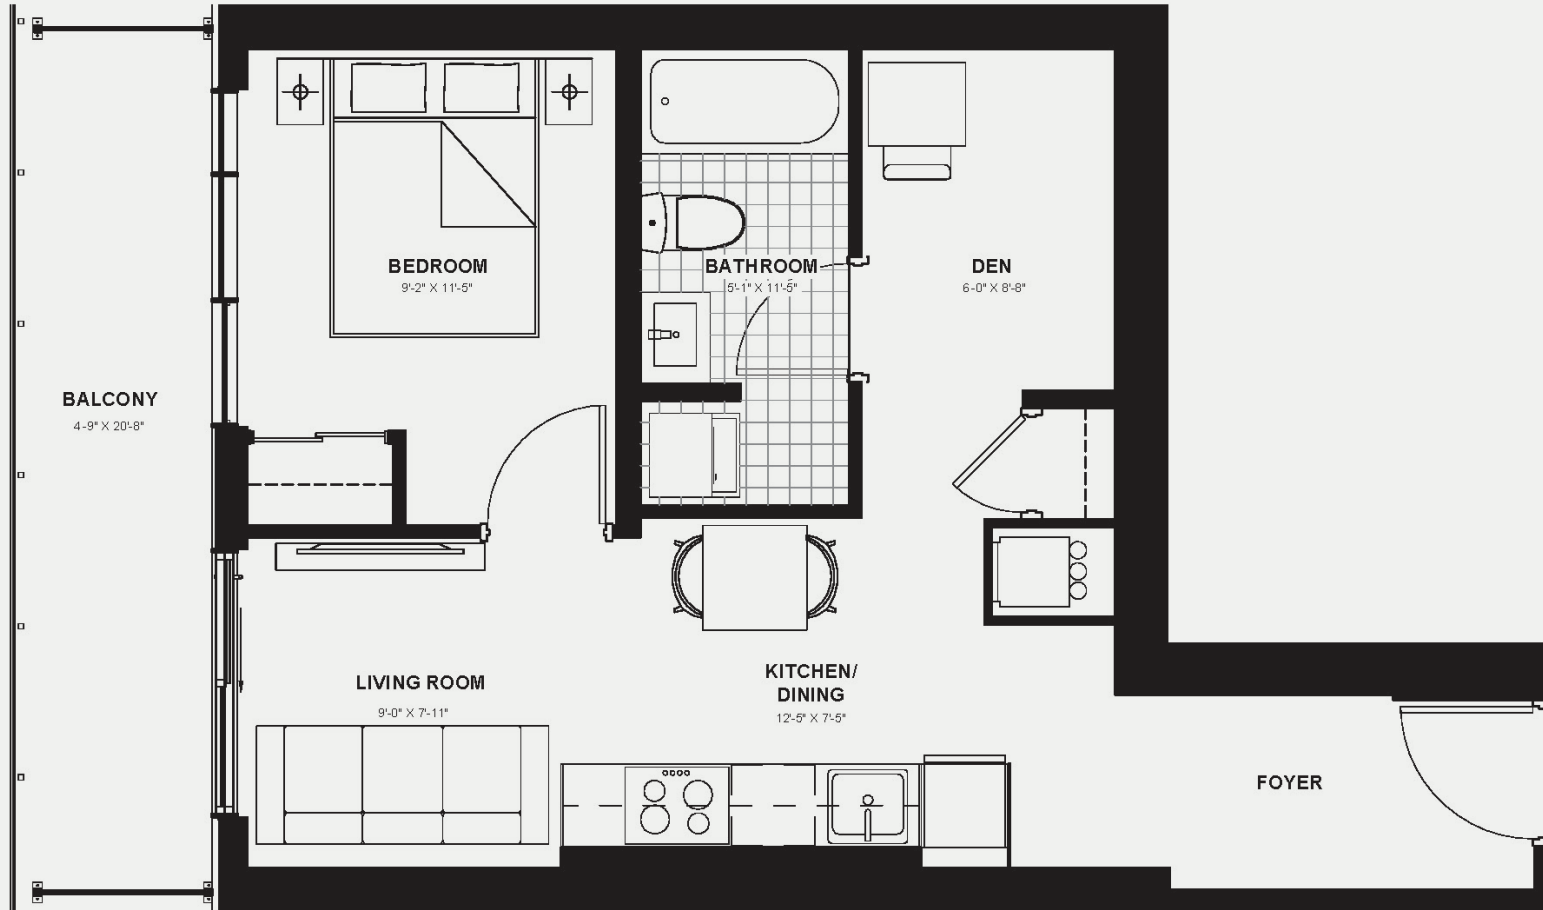 BEDROOM
9'-2" X 11'-5"
BATHROOM
5'-1" X 11'-5"
DEN
6'-0" X 8'-8"
BALCONY
4'-9" X 20'-8"
LIVING ROOM
9'-0" X 7'-11"
KITCHEN/
DINING
12'-5" X 7'-5"
FOYER